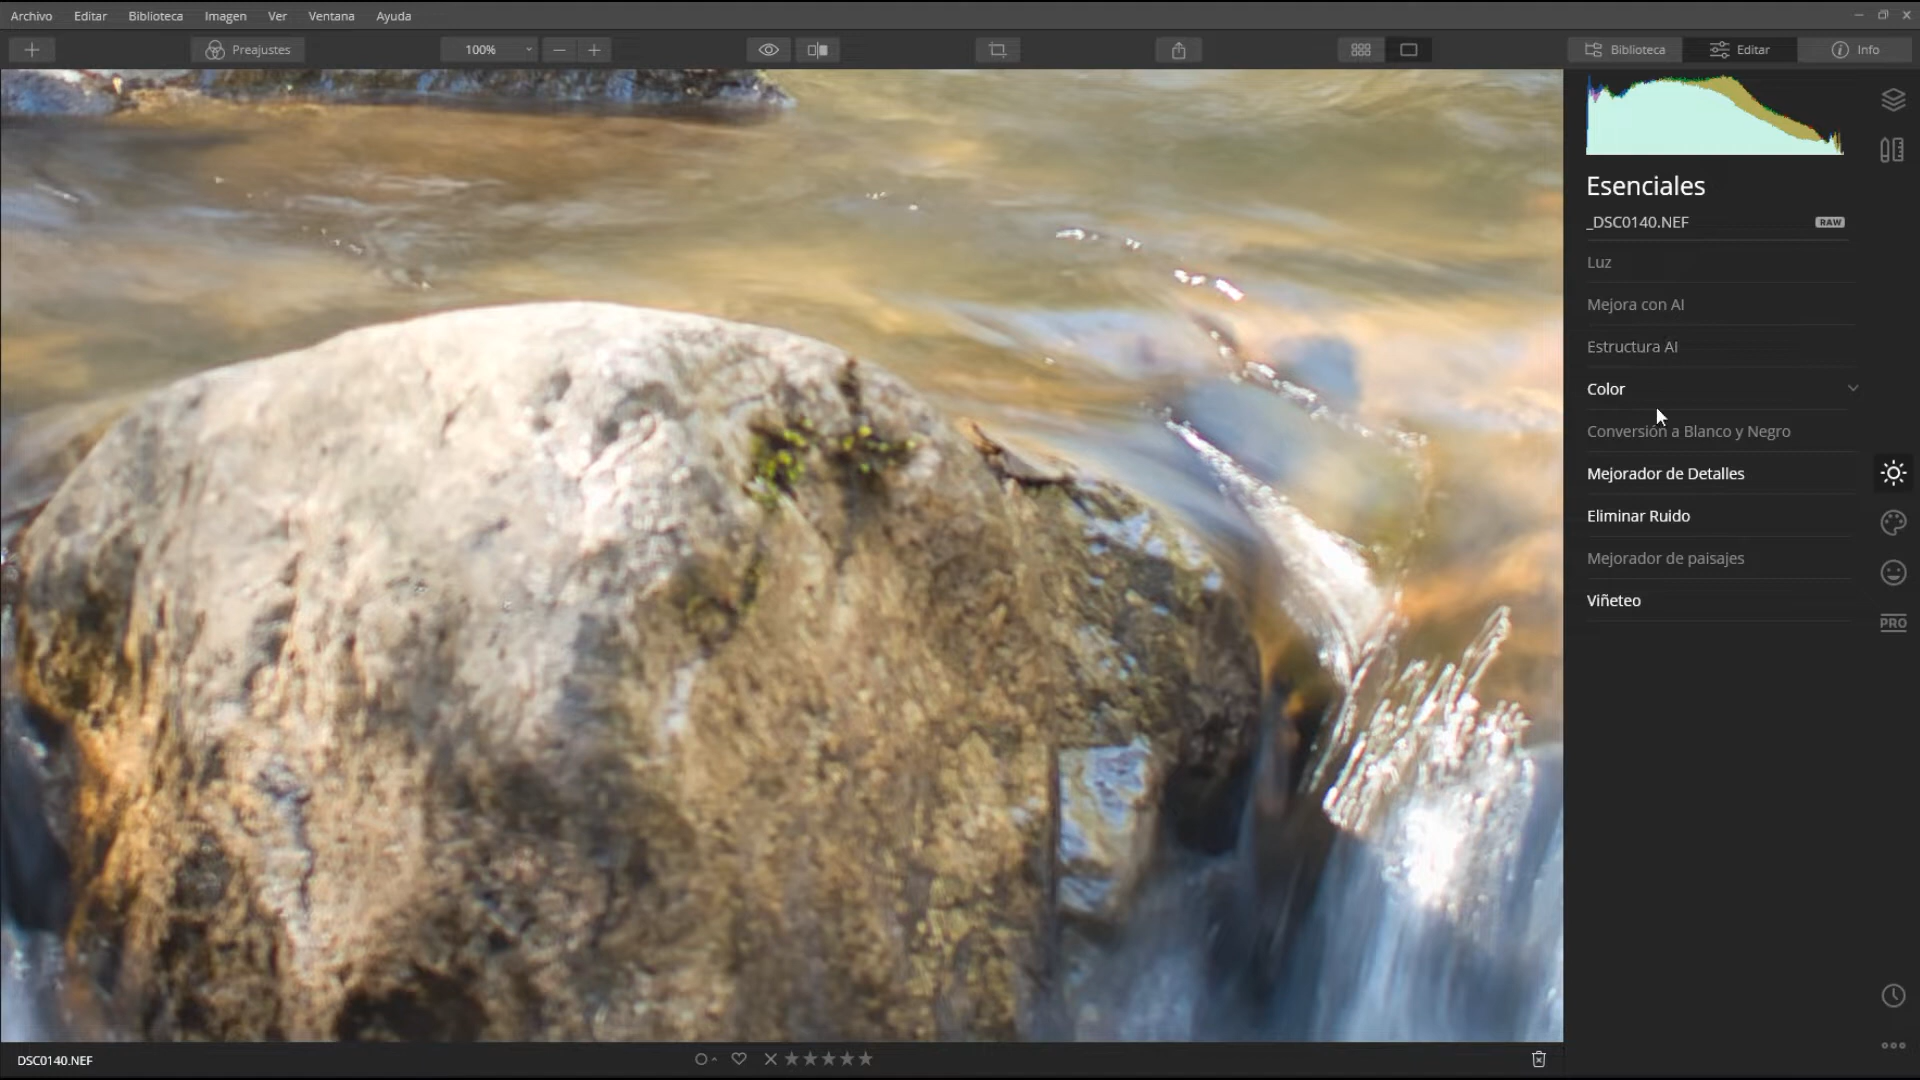 Archivo Editar Biblioteca Imagen Ver Ventana Ayuda
Preajustes 100% Biblioteca Editar Info
Esenciales
_DSC0140.NEF RAW
Luz
Mejora con AI
Estructura AI
Color
Conversión a Blanco y Negro
Mejorador de Detalles
Eliminar Ruido
Mejorador de paisajes
Viñeteo
PRO
DSC0140.NEF